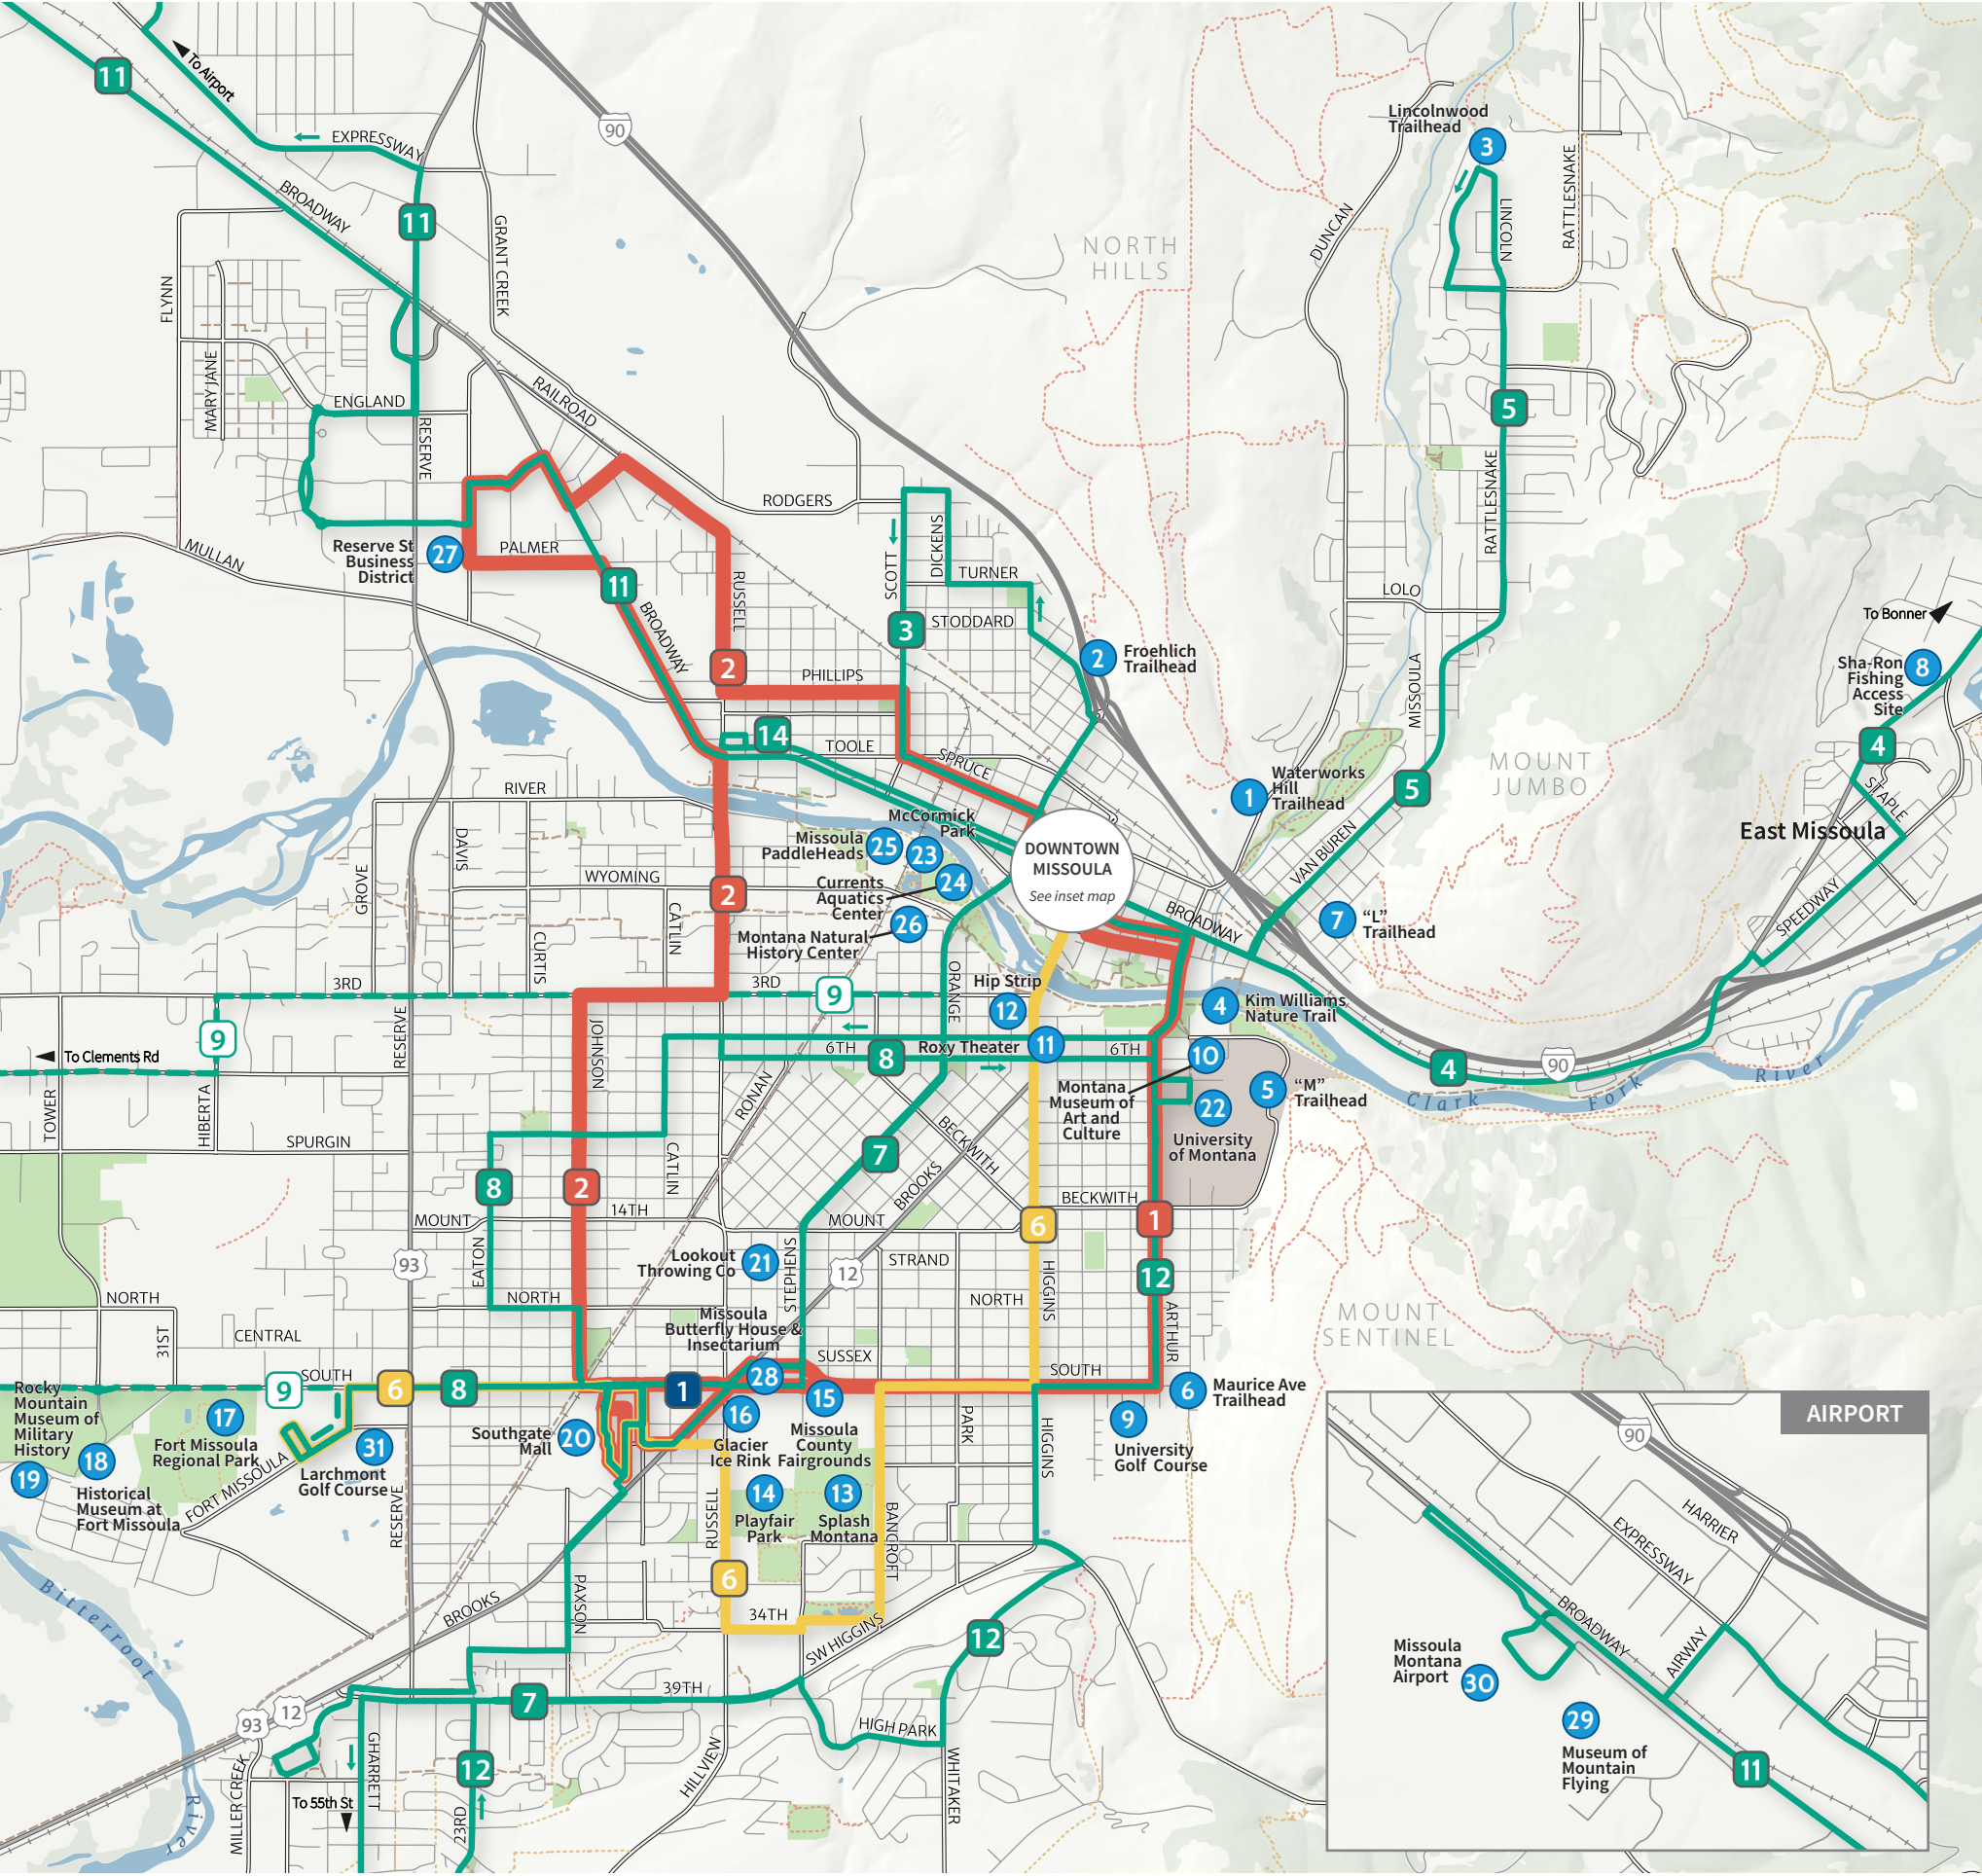 11
To Airport
EXPRESSWAY
90
BROADWAY
11
GRANT CREEK
FLYNN
MARY JANE
ENGLAND
RESERVE
RAILROAD
RODGERS
MULLAN
Reserve St
Business
District
27
PALMER
11
BROADWAY
RUSSELL
2
PHILLIPS
SCOTT
DICKENS
TURNER
3
STODDARD
2
Froehlich
Trailhead
NORTH
HILLS
Lincolnwood
Trailhead
3
LINCOLN
RATTLESNAKE
DUNCAN
5
RATTLESNAKE
LOLO
MISSOULA
MOUNT
JUMBO
5
To Bonner
Sha-Ron
Fishing
Access
Site
8
4
STAPLE
East Missoula
SPEEDWAY
14
TOOLE
SPRUCE
RIVER
DAVIS
GROVE
WYOMING
CURTIS
CATLIN
2
McCormick
Park
Missoula
PaddleHeads
25
23
Currents
Aquatics
Center
24
Montana Natural
History Center
26
DOWNTOWN
MISSOULA
See inset map
1
Waterworks
Hill
Trailhead
VAN BUREN
BROADWAY
7
“L”
Trailhead
3RD
3RD
9
ORANGE
Hip Strip
12
4
Kim Williams
Nature Trail
9
To Clements Rd
RESERVE
JOHNSON
6TH
8
Roxy Theater
11
6TH
10
Montana
Museum of
Art and
Culture
22
University
of Montana
5
“M”
Trailhead
4
90
Clark Fork River
TOWER
HIBERTA
SPURGIN
RONAN
BECKWITH
7
BROOKS
CATLIN
8
2
14TH
MOUNT
MOUNT
BECKWITH
6
1
EATON
93
Lookout
Throwing Co
21
STEPHENS
12
STRAND
HIGGINS
12
NORTH
NORTH
NORTH
31ST
CENTRAL
Missoula
Butterfly House &
Insectarium
SUSSEX
ARTHUR
MOUNT
SENTINEL
SOUTH
SOUTH
9
6
8
1
28
15
Missoula
County
Fairgrounds
16
Glacier
Ice Rink
Southgate
Mall
20
Rocky
Mountain
Museum of
Military
History
19
18
Historical
Museum at
Fort Missoula
17
Fort Missoula
Regional Park
31
Larchmont
Golf Course
FORT MISSOULA
RESERVE
6
Maurice Ave
Trailhead
9
University
Golf Course
PARK
HIGGINS
14
Playfair
Park
13
Splash
Montana
RUSSELL
BANCROFT
6
34TH
SW HIGGINS
12
PAXSON
BROOKS
Bitterroot
River
39TH
7
HIGH PARK
93
12
MILLER CREEK
GHARRETT
To 55th St
12
23RD
HILLVIEW
WHITAKER
AIRPORT
90
HARRIER
EXPRESSWAY
BROADWAY
AIRWAY
Missoula
Montana
Airport
30
29
Museum of
Mountain
Flying
11